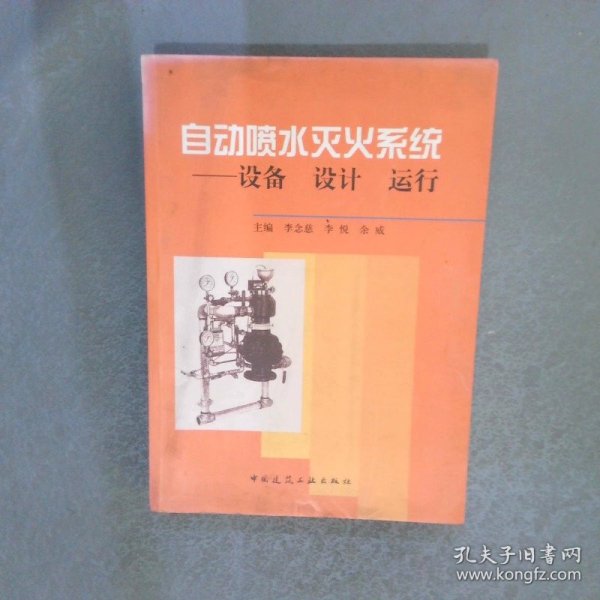 自动喷水灭火系统
——设备 设计 运行
主编 李念慈 李悦 余威
中国建筑工业出版社
孔夫子旧书网
www.kongfz.com